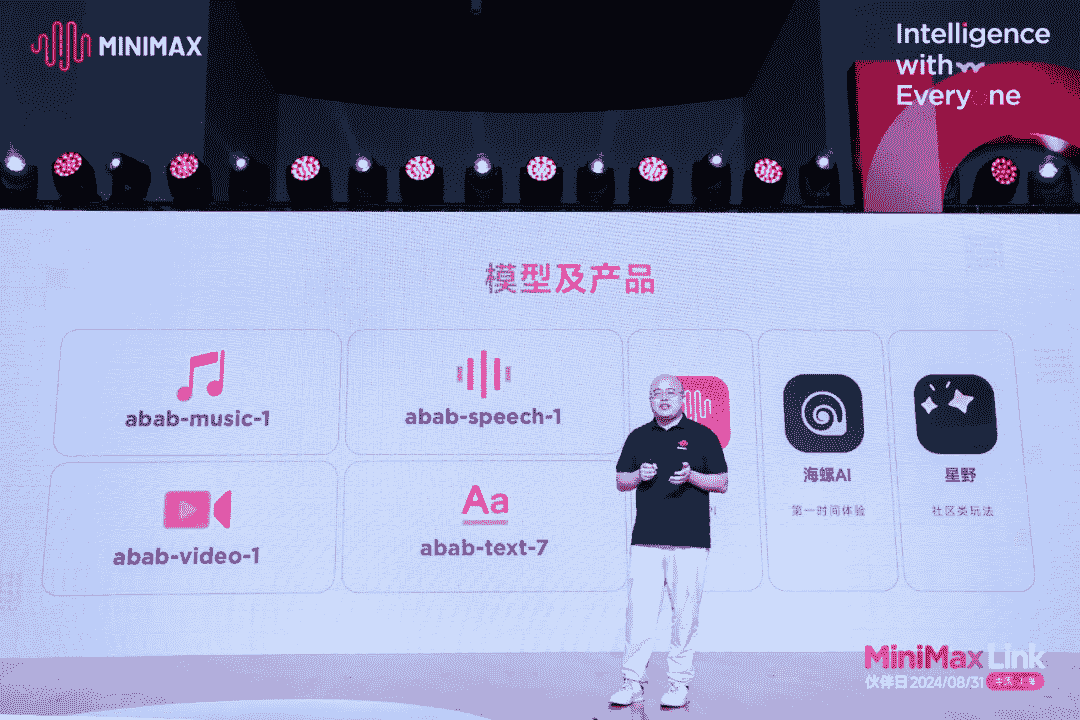 MINIMAX
Intelligence
with
Every ne
模型及产品
abab-music-1
abab-speech-1
abab-video-1
Aa
abab-text-7
海螺AI
第一时间体验
星野
社区类玩法
MiniMax Link
伙伴日2024/08/31